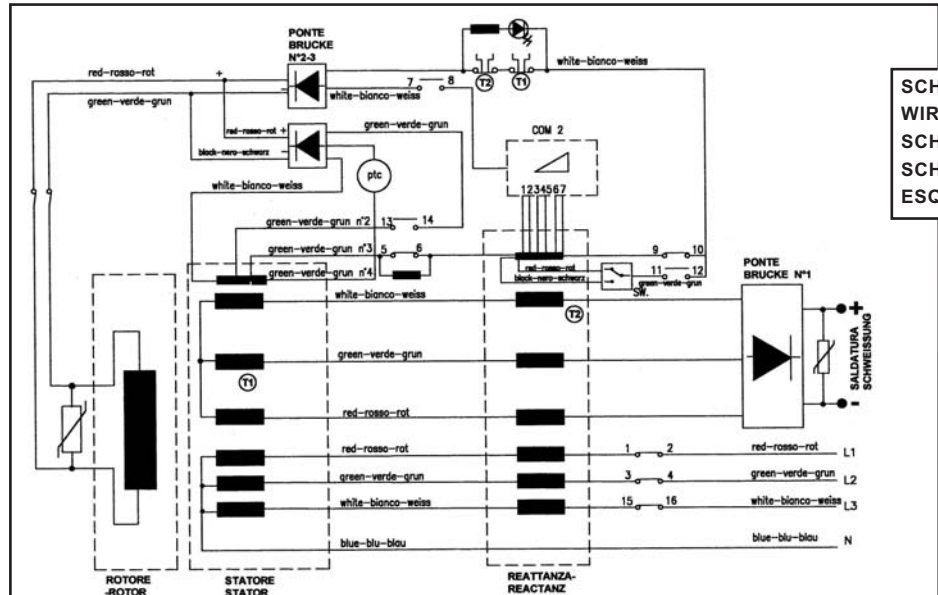 PONTE
BRUCKE
N°2-3
red-rosso-rot
+
green-verde-grun
white-bianco-weiss
7 8
T2 T1
white-bianco-weiss
red-rosso-rot +
black-nero-schwarz -
green-verde-grun
ptc
white-bianco-weiss
COM 2
1234567
green-verde-grun n°2 13 14
green-verde-grun n°3 5 6
green-verde-grun n°4
red-rosso-rot
black-nero-schwarz
SW.
9 10
11 12
green-verde-grun
PONTE
BRUCKE N°1
white-bianco-weiss
T2
green-verde-grun
T1
red-rosso-rot
+
SALDATURA
SCHWEISSUNG
-
red-rosso-rot 1 2 red-rosso-rot L1
green-verde-grun 3 4 green-verde-grun L2
white-bianco-weiss 15 16 white-bianco-weiss L3
blue-blu-blau blue-blu-blau N
ROTORE
-ROTOR
STATORE
STATOR
REATTANZA-
REACTANZ
SCH
WIR
SCH
SCH
ESQ